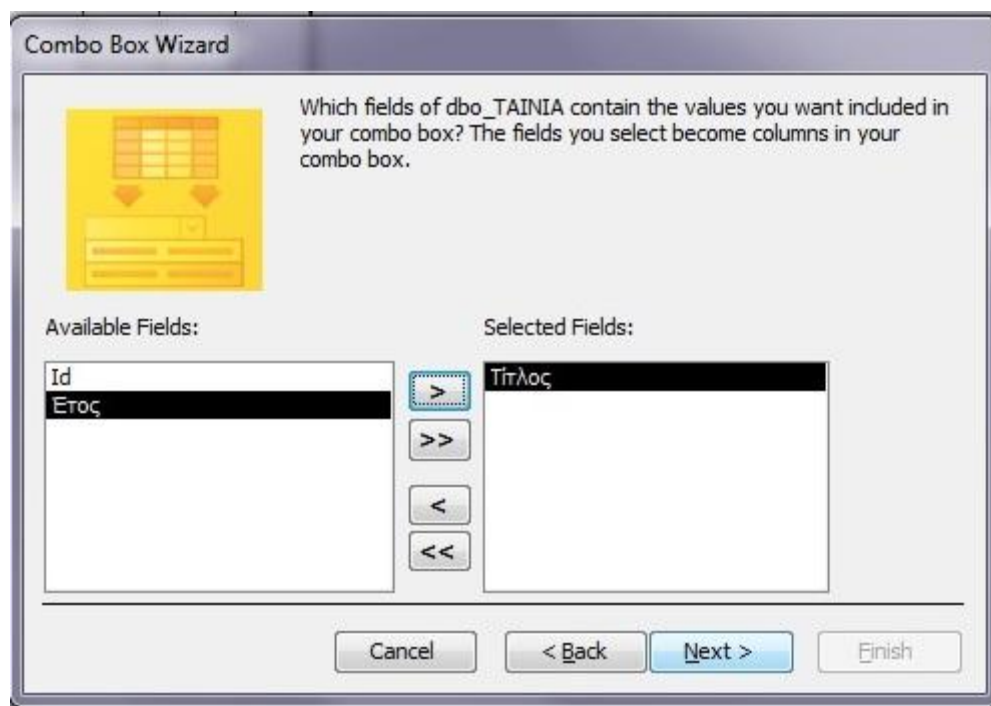 Combo Box Wizard
Which fields of dbo_TAINIA contain the values you want included in
your combo box? The fields you select become columns in your
combo box.
Available Fields:
Selected Fields:
Id
Έτος
Τίτλος
>
>>
<
<<
Cancel
< Back
Next >
Finish